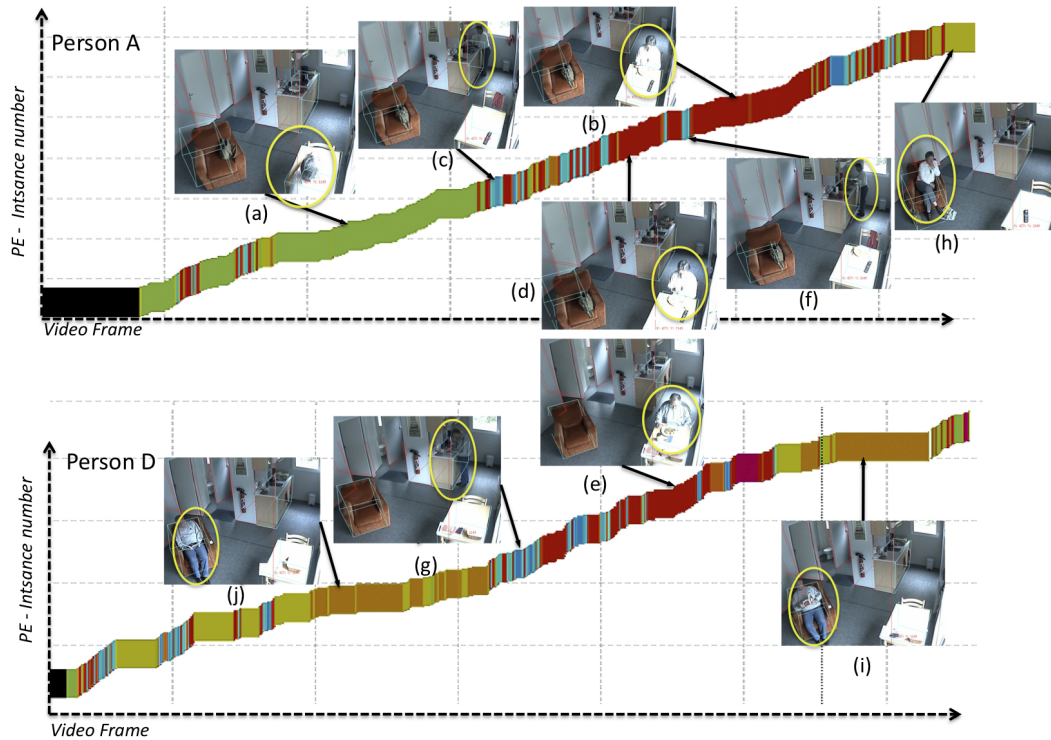 Person A
PE - Intsance number
(c)
(b)
(a)
(h)
(d)
(f)
Video Frame
Person D
PE - Intsance number
(e)
(g)
(j)
(i)
Video Frame